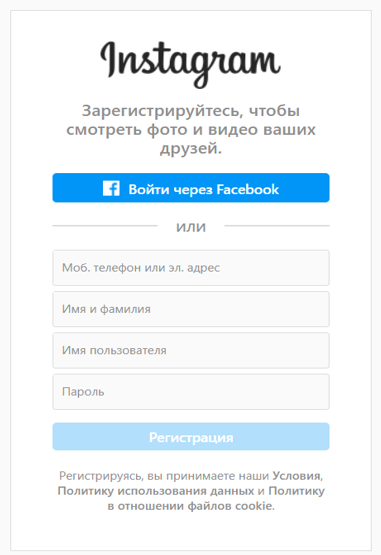 Instagram
Зарегистрируйтесь, чтобы
смотреть фото и видео ваших
друзей.
Войти через Facebook
или
Моб. телефон или эл. адрес
Имя и фамилия
Имя пользователя
Пароль
Регистрация
Регистрируясь, вы принимаете наши Условия,
Политику использования данных и Политику
в отношении файлов cookie.